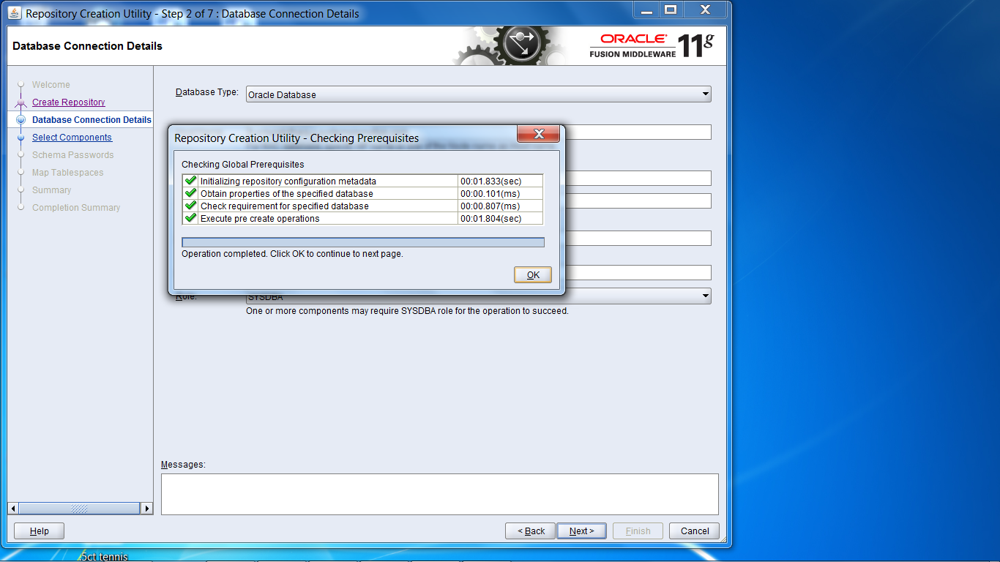 Repository Creation Utility - Step 2 of 7 : Database Connection Details
Database Connection Details
ORACLE
FUSION MIDDLEWARE 11g
Welcome
Create Repository
Database Connection Details
Select Components
Schema Passwords
Map Tablespaces
Summary
Completion Summary
Database Type: Oracle Database
Repository Creation Utility - Checking Prerequisites
Checking Global Prerequisites
Initializing repository configuration metadata 00:01.833(sec)
Obtain properties of the specified database 00:00.101(ms)
Check requirement for specified database 00:00.807(ms)
Execute pre create operations 00:01.804(sec)
Operation completed. Click OK to continue to next page.
OK
Role: SYSDBA
One or more components may require SYSDBA role for the operation to succeed.
Messages:
Help < Back Next > Finish Cancel
5ct tennis